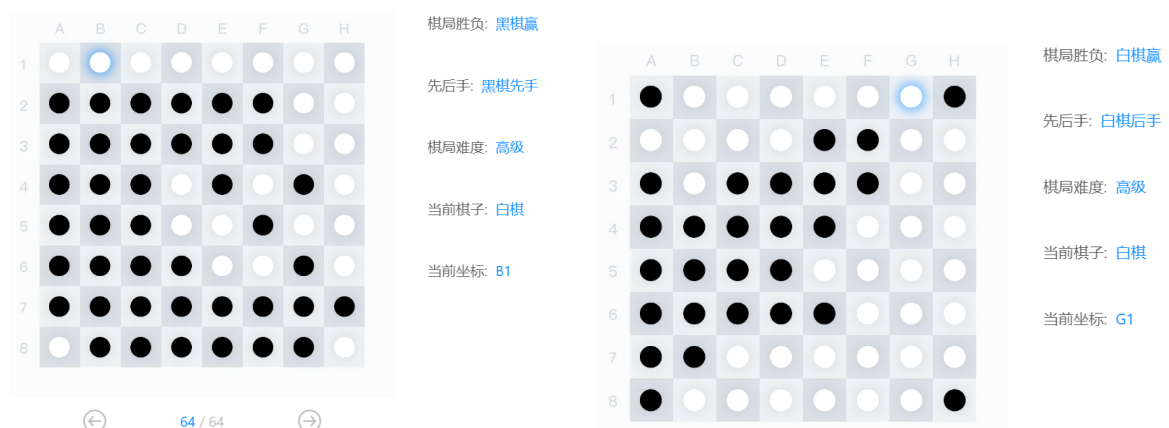 A B C D E F G H
1
2
3
4
5
6
7
8
64 / 64
棋局胜负: 黑棋赢
先后手: 黑棋先手
棋局难度: 高级
当前棋子: 白棋
当前坐标: B1
A B C D E F G H
1
2
3
4
5
6
7
8
棋局胜负: 白棋赢
先后手: 白棋后手
棋局难度: 高级
当前棋子: 白棋
当前坐标: G1